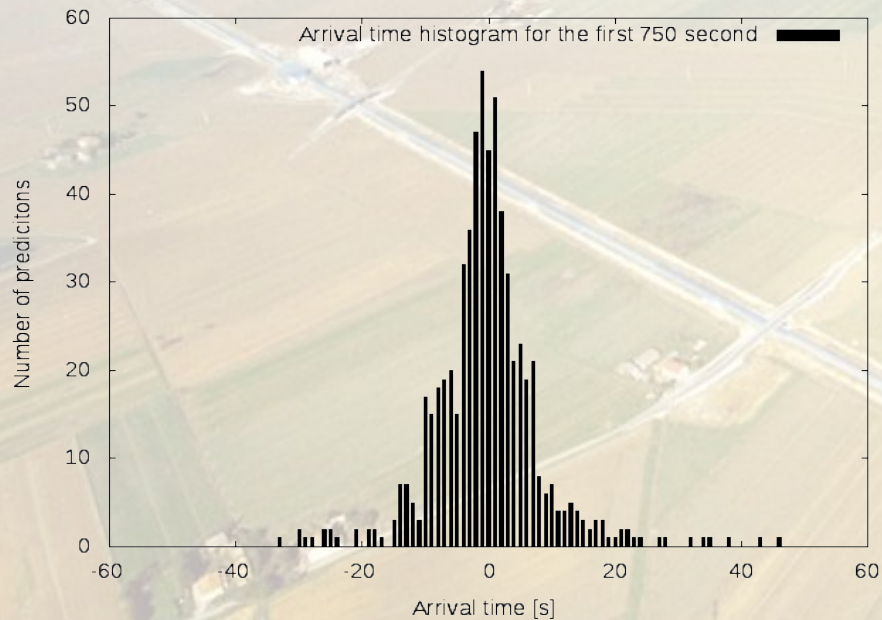 Arrival time histogram for the first 750 second
60
50
40
30
20
10
0
Number of predicitons
-60 -40 -20 0 20 40 60
Arrival time [s]